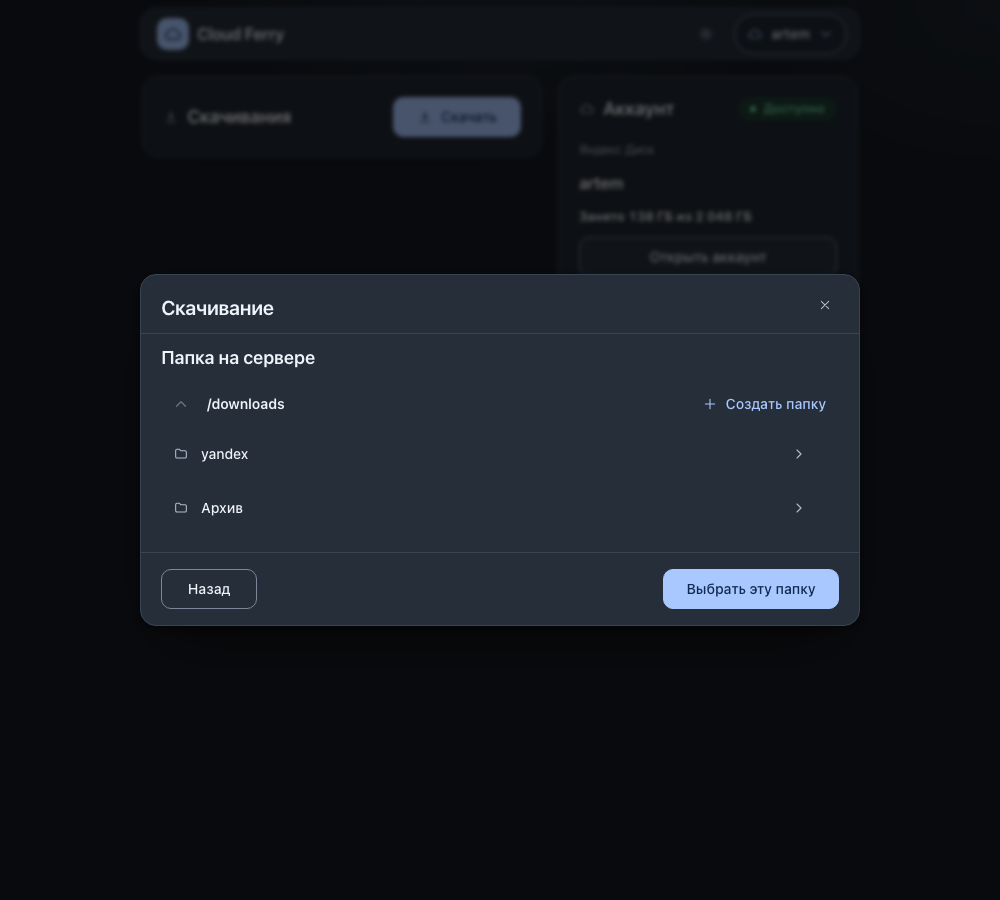 Cloud Ferry
artem
Скачивания
Скачать
Аккаунт
Доступен
Яндекс Диск
artem
Занято 138 ГБ из 2 048 ГБ
Открыть аккаунт
Скачивание
Папка на сервере
/downloads
Создать папку
yandex
Архив
Назад
Выбрать эту папку